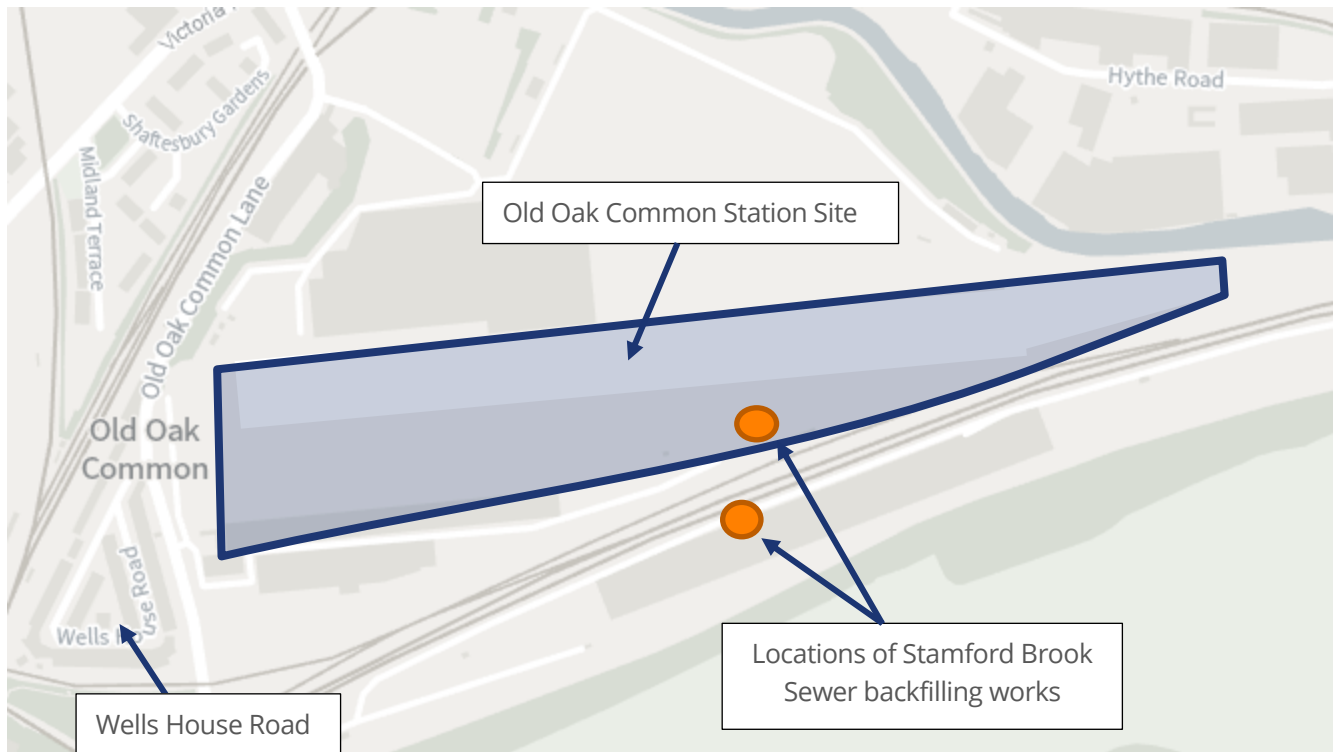 Victoria
Hythe Road
Shaftesbury Gardens
Midland Terrace
Old Oak Common Station Site
Old Oak Common Lane
Old Oak
Common
Wells House Road
Locations of Stamford Brook
Sewer backfilling works
Wells House Road